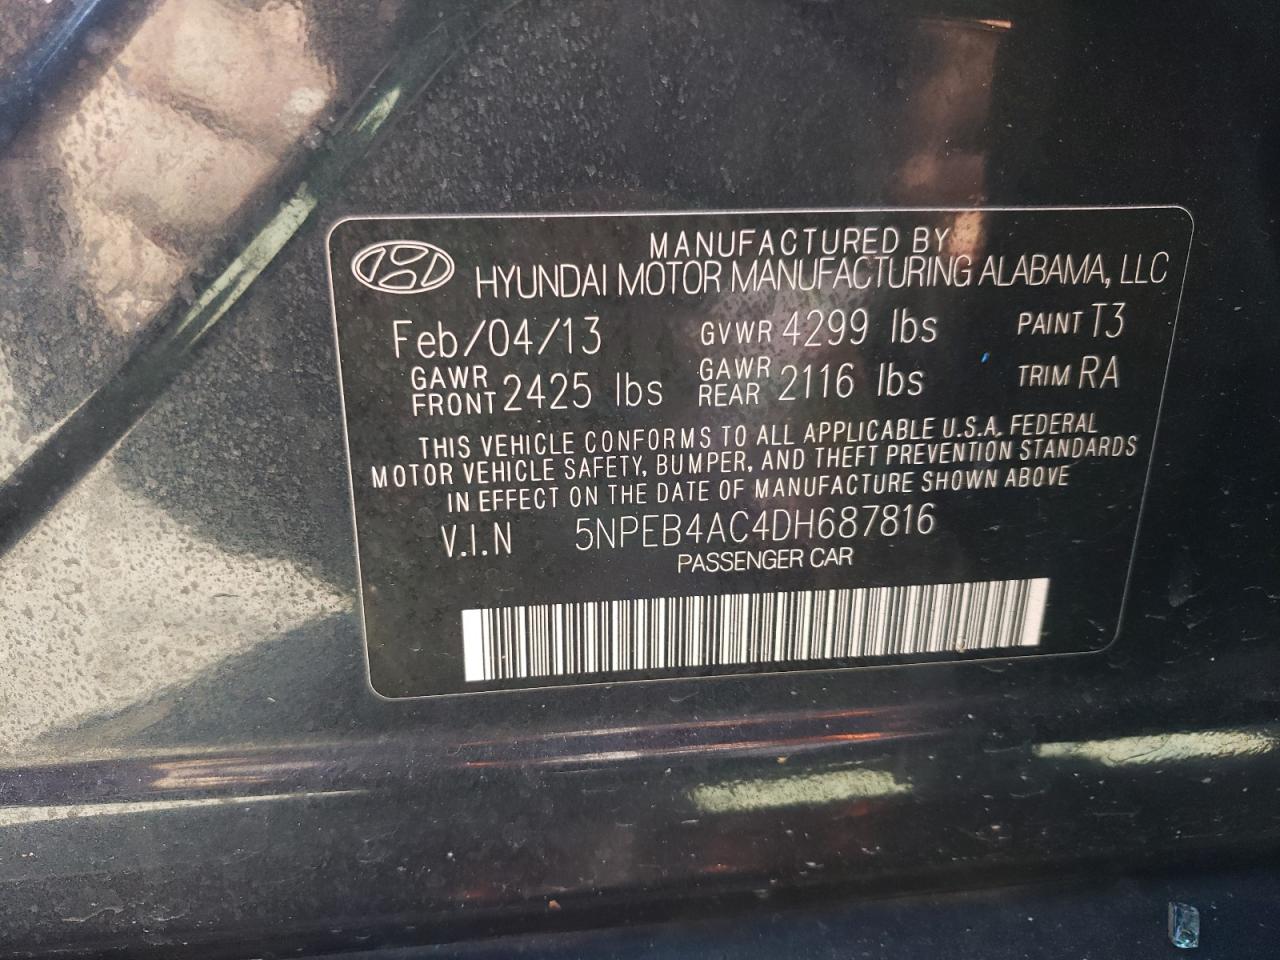 MANUFACTURED BY
HYUNDAI MOTOR MANUFACTURING ALABAMA, LLC
Feb/04/13 GVWR 4299 lbs PAINT T3
GAWR FRONT 2425 lbs GAWR REAR 2116 lbs TRIM RA
THIS VEHICLE CONFORMS TO ALL APPLICABLE U.S.A. FEDERAL
MOTOR VEHICLE SAFETY, BUMPER, AND THEFT PREVENTION STANDARDS
IN EFFECT ON THE DATE OF MANUFACTURE SHOWN ABOVE
V.I.N 5NPEB4AC4DH687816
PASSENGER CAR